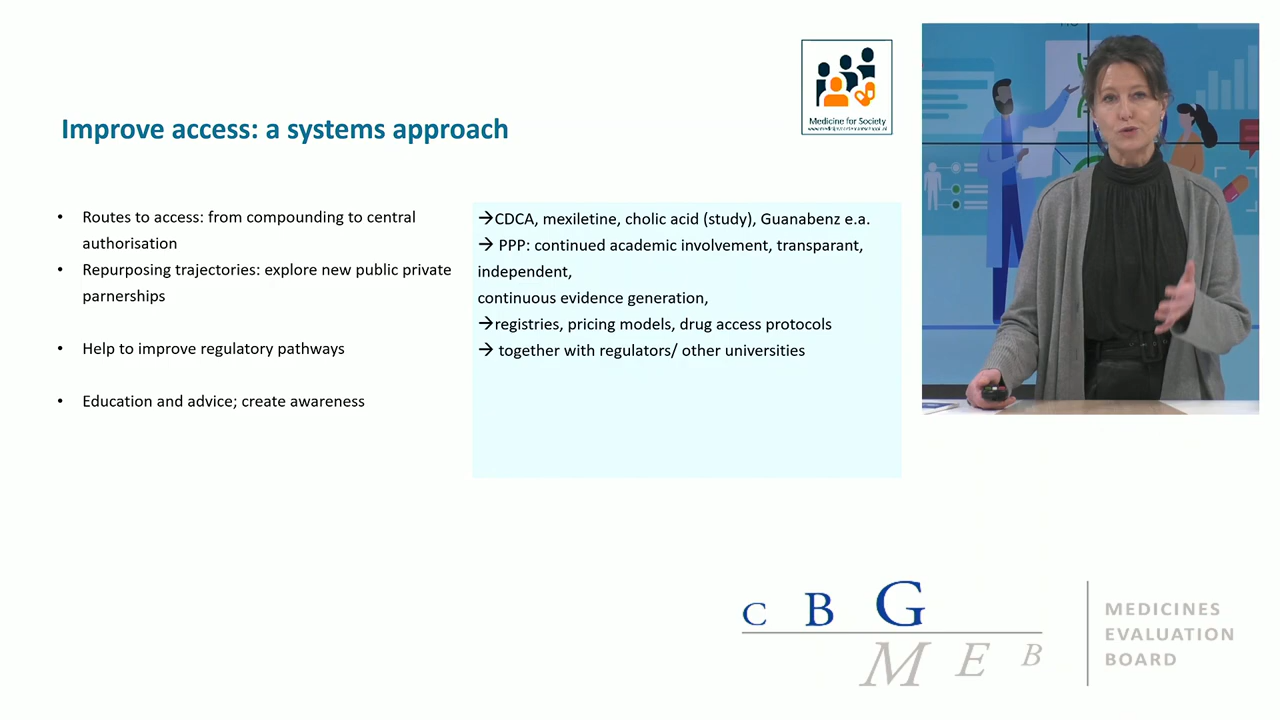 Medicine for Society
Improve access: a systems approach
• Routes to access: from compounding to central
authorisation
• Repurposing trajectories: explore new public private
parnerships
• Help to improve regulatory pathways
• Education and advice; create awareness
→CDCA, mexiletine, cholic acid (study), Guanabenz e.a.
→ PPP: continued academic involvement, transparant,
independent,
continuous evidence generation,
→registries, pricing models, drug access protocols
→ together with regulators/ other universities
C B G
M E B
MEDICINES
EVALUATION
BOARD